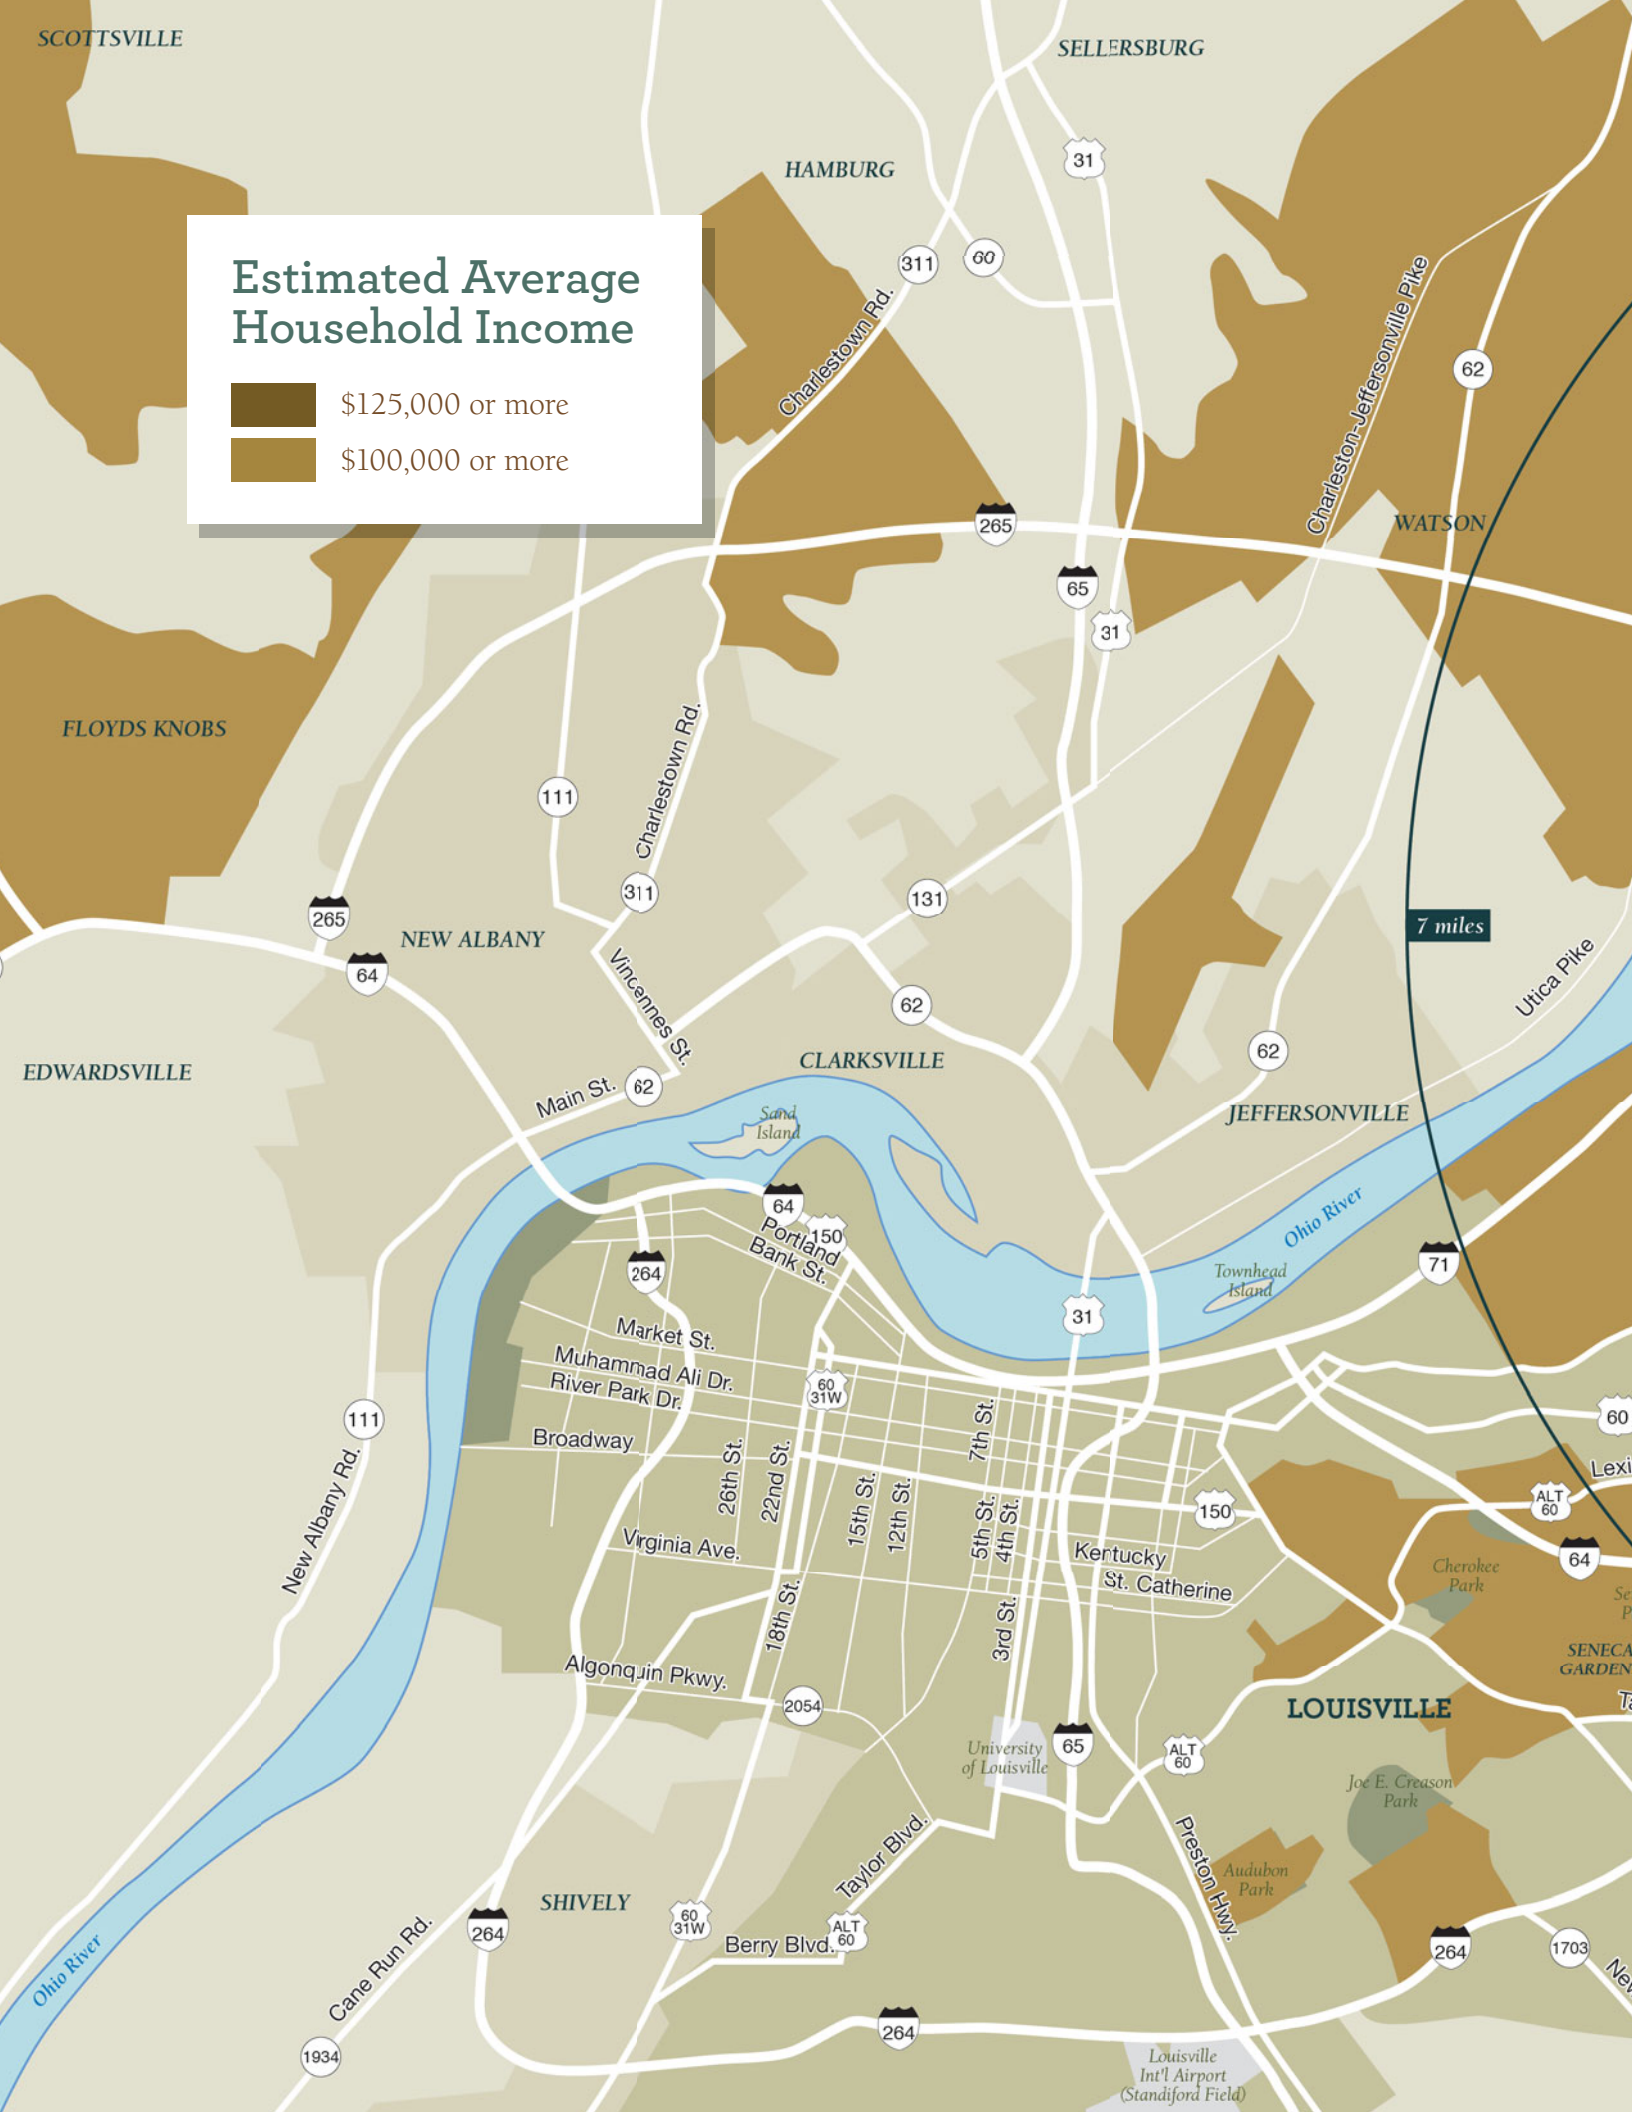 SCOTTSVILLE
SELLERSBURG
31
HAMBURG
311
60
Estimated Average
Household Income
$125,000 or more
$100,000 or more
Charlestown Rd.
Charleston-Jeffersonville Pike
62
265
WATSON
65
31
FLOYDS KNOBS
Charlestown Rd.
111
311
131
265
NEW ALBANY
7 miles
64
Vincennes St.
62
Utica Pike
EDWARDSVILLE
CLARKSVILLE
62
Main St.
62
Sand
Island
JEFFERSONVILLE
64
150
Portland
Bank St.
Ohio River
264
71
Townhead
Island
31
Market St.
Muhammad Ali Dr.
River Park Dr.
60
31W
60
111
Broadway
7th St.
Lexi
New Albany Rd.
26th St.
22nd St.
15th St.
12th St.
5th St.
4th St.
150
ALT
60
Virginia Ave.
Kentucky
St. Catherine
64
Cherokee
Park
Se
P
18th St.
3rd St.
SENECA
GARDEN
Algonquin Pkwy.
2054
LOUISVILLE
Ta
University
of Louisville
65
ALT
60
Joe E. Creason
Park
Taylor Blvd.
Preston Hwy.
Audubon
Park
SHIVELY
60
31W
264
ALT
60
Berry Blvd.
264
1703
New
Cane Run Rd.
Ohio River
264
1934
Louisville
Int'l Airport
(Standiford Field)